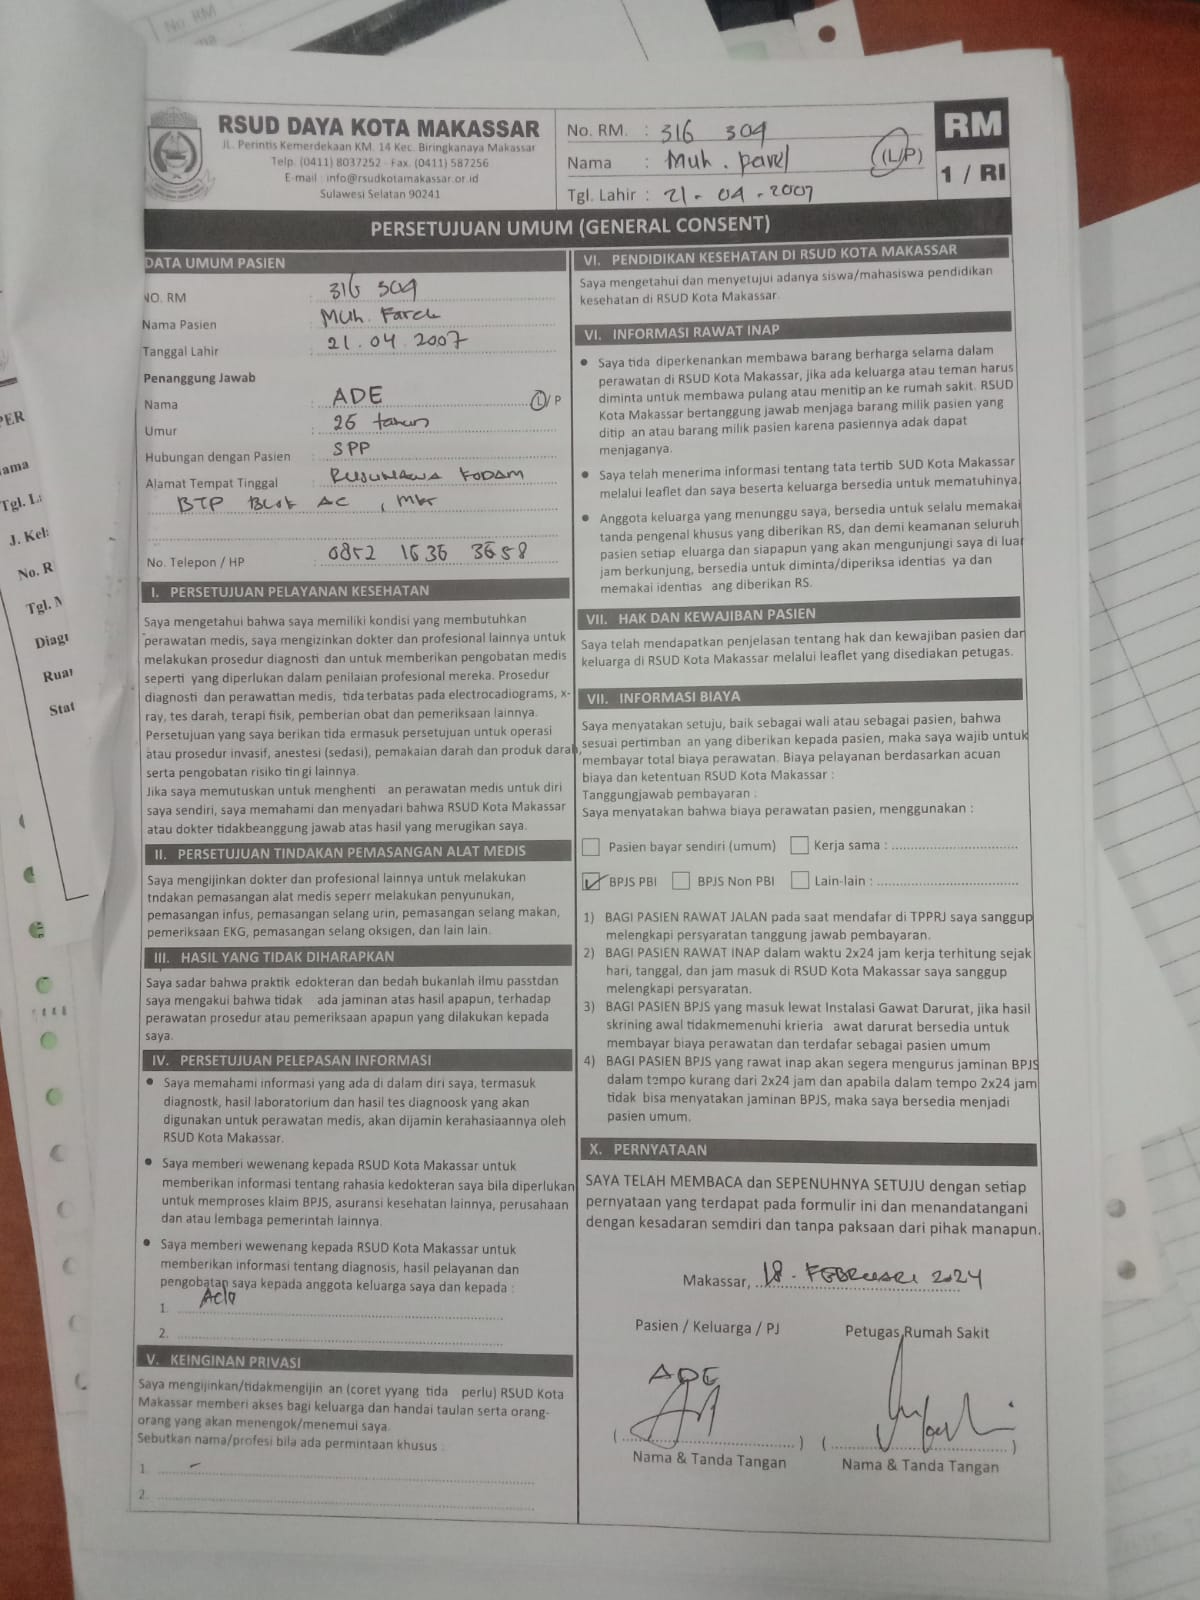 No. RM
RSUD DAYA KOTA MAKASSAR
JL. Perintis Kemerdekaan KM. 14 Kec. Biringkanaya Makassar
Telp. (0411) 8037252 - Fax. (0411) 587256
E-mail : info@rsudkotamakassar.or.id
Sulawesi Selatan 90241
No. RM. : 316 304
Nama : Muh. (L/P)
Tgl. Lahir : 21-04-2007
RM
1 / RI
PERSETUJUAN UMUM (GENERAL CONSENT)
DATA UMUM PASIEN
NO. RM : 316 304
Nama Pasien : Muh.
Tanggal Lahir : 21.04.2007
Penanggung Jawab
Nama : ADE L/P
Umur : 26 tahun
Hubungan dengan Pasien : SPP
Alamat Tempat Tinggal : RUSUNAWA KODAM
BTP Blok AC , Mks
No. Telepon / HP : 0852 1636 3658
I. PERSETUJUAN PELAYANAN KESEHATAN
Saya mengetahui bahwa saya memiliki kondisi yang membutuhkan
perawatan medis, saya mengizinkan dokter dan profesional lainnya untuk
melakukan prosedur diagnosti dan untuk memberikan pengobatan medis
seperti yang diperlukan dalam penilaian profesional mereka. Prosedur
diagnosti dan perawattan medis, tida terbatas pada electrocadiograms, x-
ray, tes darah, terapi fisik, pemberian obat dan pemeriksaan lainnya.
Persetujuan yang saya berikan tida ermasuk persetujuan untuk operasi
atau prosedur invasif, anestesi (sedasi), pemakaian darah dan produk darah,
serta pengobatan risiko tin gi lainnya.
Jika saya memutuskan untuk menghenti an perawatan medis untuk diri
saya sendiri, saya memahami dan menyadari bahwa RSUD Kota Makassar
atau dokter tidakbeanggung jawab atas hasil yang merugikan saya.
II. PERSETUJUAN TINDAKAN PEMASANGAN ALAT MEDIS
Saya mengijinkan dokter dan profesional lainnya untuk melakukan
tndakan pemasangan alat medis seperr melakukan penyunukan,
pemasangan infus, pemasangan selang urin, pemasangan selang makan,
pemeriksaan EKG, pemasangan selang oksigen, dan lain lain.
III. HASIL YANG TIDAK DIHARAPKAN
Saya sadar bahwa praktik edokteran dan bedah bukanlah ilmu passtdan
saya mengakui bahwa tidak ada jaminan atas hasil apapun, terhadap
perawatan prosedur atau pemeriksaan apapun yang dilakukan kepada
saya.
IV. PERSETUJUAN PELEPASAN INFORMASI
• Saya memahami informasi yang ada di dalam diri saya, termasuk
diagnostk, hasil laboratorium dan hasil tes diagnoosk yang akan
digunakan untuk perawatan medis, akan dijamin kerahasiaannya oleh
RSUD Kota Makassar.
• Saya memberi wewenang kepada RSUD Kota Makassar untuk
memberikan informasi tentang rahasia kedokteran saya bila diperlukan
untuk memproses klaim BPJS, asuransi kesehatan lainnya, perusahaan
dan atau lembaga pemerintah lainnya.
• Saya memberi wewenang kepada RSUD Kota Makassar untuk
memberikan informasi tentang diagnosis, hasil pelayanan dan
pengobatan saya kepada anggota keluarga saya dan kepada :
1.
2.
V. KEINGINAN PRIVASI
Saya mengijinkan/tidakmengijin an (coret yyang tida perlu) RSUD Kota
Makassar memberi akses bagi keluarga dan handai taulan serta orang-
orang yang akan menengok/menemui saya.
Sebutkan nama/profesi bila ada permintaan khusus :
1. -
2.
VI. PENDIDIKAN KESEHATAN DI RSUD KOTA MAKASSAR
Saya mengetahui dan menyetujui adanya siswa/mahasiswa pendidikan
kesehatan di RSUD Kota Makassar.
VI. INFORMASI RAWAT INAP
• Saya tida diperkenankan membawa barang berharga selama dalam
perawatan di RSUD Kota Makassar, jika ada keluarga atau teman harus
diminta untuk membawa pulang atau menitip an ke rumah sakit. RSUD
Kota Makassar bertanggung jawab menjaga barang milik pasien yang
ditip an atau barang milik pasien karena pasiennya adak dapat
menjaganya.
• Saya telah menerima informasi tentang tata tertib SUD Kota Makassar
melalui leaflet dan saya beserta keluarga bersedia untuk mematuhinya.
• Anggota keluarga yang menunggu saya, bersedia untuk selalu memakai
tanda pengenal khusus yang diberikan RS, dan demi keamanan seluruh
pasien setiap eluarga dan siapapun yang akan mengunjungi saya di luar
jam berkunjung, bersedia untuk diminta/diperiksa identias ya dan
memakai identias ang diberikan RS.
VII. HAK DAN KEWAJIBAN PASIEN
Saya telah mendapatkan penjelasan tentang hak dan kewajiban pasien dan
keluarga di RSUD Kota Makassar melalui leaflet yang disediakan petugas.
VII. INFORMASI BIAYA
Saya menyatakan setuju, baik sebagai wali atau sebagai pasien, bahwa
sesuai pertimban an yang diberikan kepada pasien, maka saya wajib untuk
membayar total biaya perawatan. Biaya pelayanan berdasarkan acuan
biaya dan ketentuan RSUD Kota Makassar :
Tanggungjawab pembayaran :
Saya menyatakan bahwa biaya perawatan pasien, menggunakan :
Pasien bayar sendiri (umum) Kerja sama :
BPJS PBI BPJS Non PBI Lain-lain :
1) BAGI PASIEN RAWAT JALAN pada saat mendafar di TPPRJ saya sanggup
melengkapi persyaratan tanggung jawab pembayaran.
2) BAGI PASIEN RAWAT INAP dalam waktu 2x24 jam kerja terhitung sejak
hari, tanggal, dan jam masuk di RSUD Kota Makassar saya sanggup
melengkapi persyaratan.
3) BAGI PASIEN BPJS yang masuk lewat Instalasi Gawat Darurat, jika hasil
skrining awal tidakmemenuhi krieria awat darurat bersedia untuk
membayar biaya perawatan dan terdafar sebagai pasien umum
4) BAGI PASIEN BPJS yang rawat inap akan segera mengurus jaminan BPJS
dalam tempo kurang dari 2x24 jam dan apabila dalam tempo 2x24 jam
tidak bisa menyatakan jaminan BPJS, maka saya bersedia menjadi
pasien umum.
X. PERNYATAAN
SAYA TELAH MEMBACA dan SEPENUHNYA SETUJU dengan setiap
pernyataan yang terdapat pada formulir ini dan menandatangani
dengan kesadaran semdiri dan tanpa paksaan dari pihak manapun.
Makassar, 18 - FEBRUARI 2024
Pasien / Keluarga / PJ Petugas Rumah Sakit
ADE
Nama & Tanda Tangan Nama & Tanda Tangan